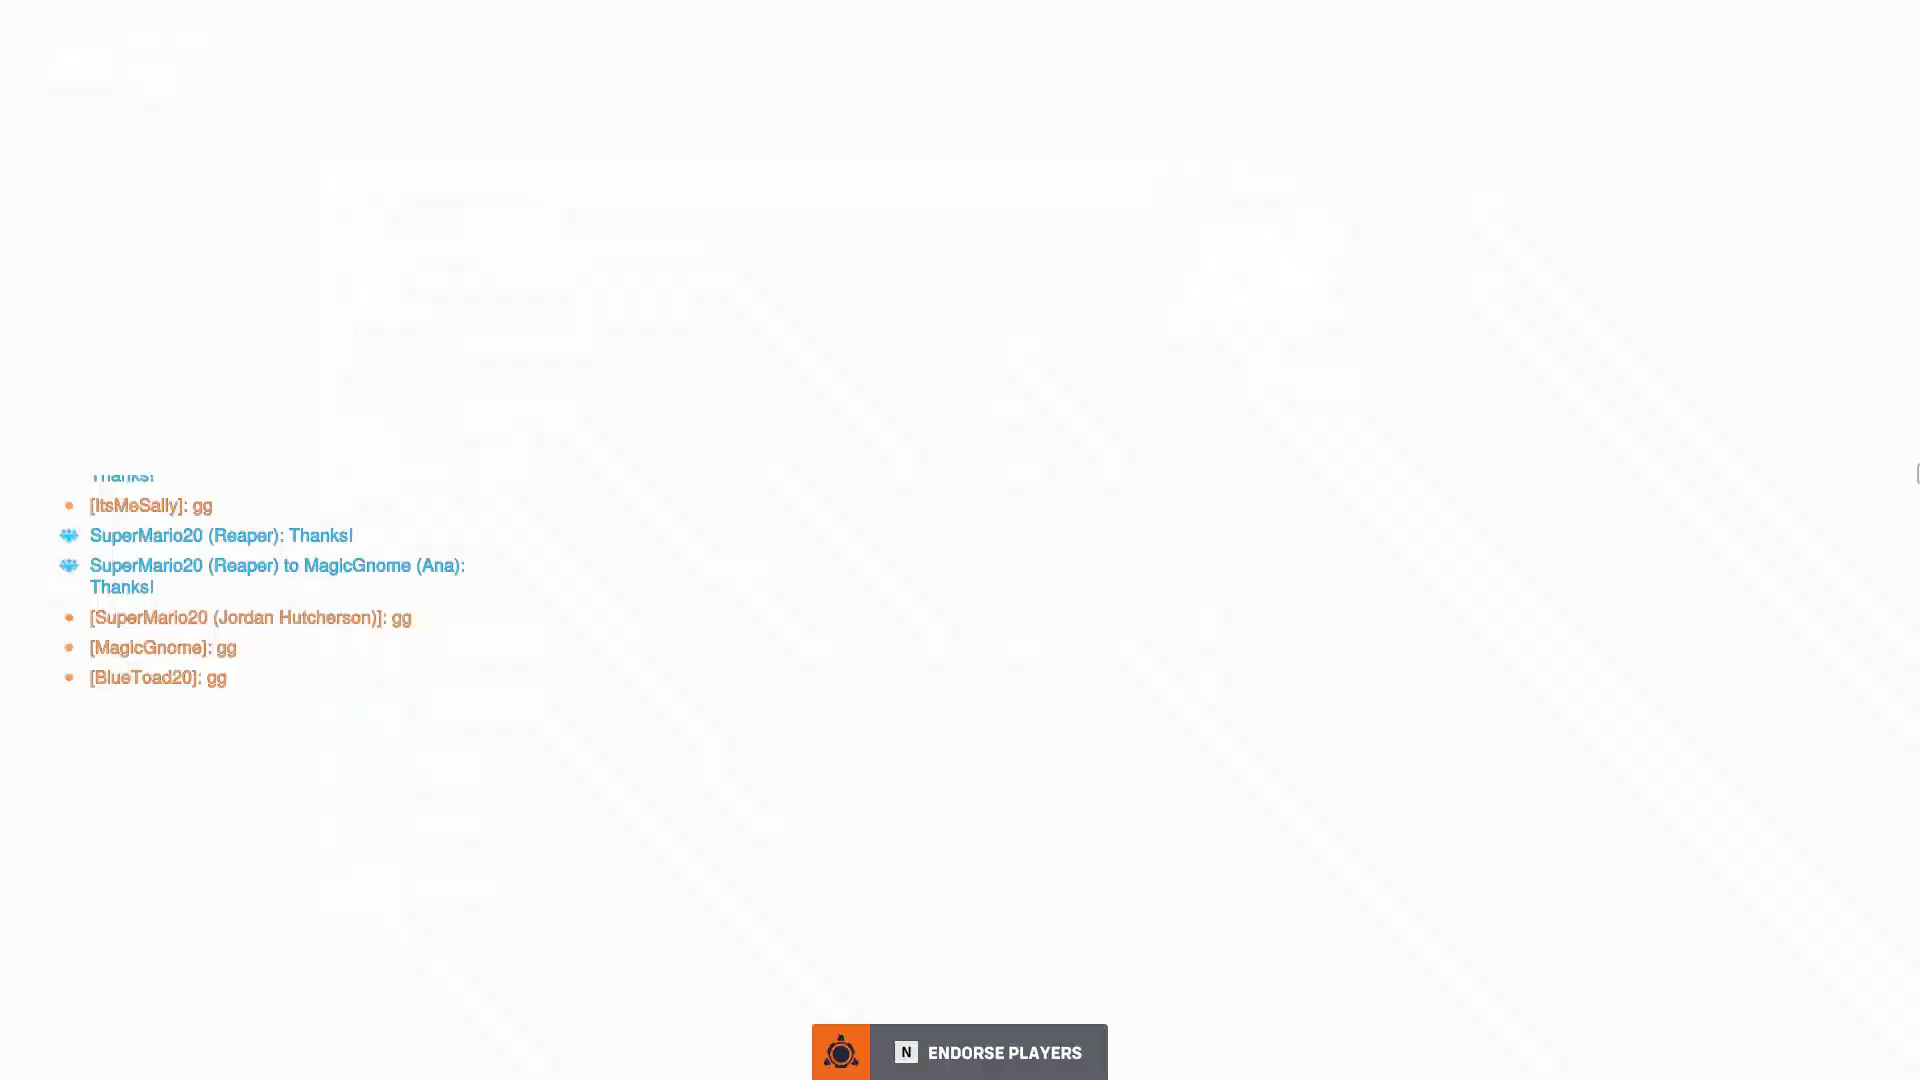 Thanks!
[ItsMeSally]: gg
SuperMario20 (Reaper): Thanks!
SuperMario20 (Reaper) to MagicGnome (Ana):
Thanks!
[SuperMario20 (Jordan Hutcherson)]: gg
[MagicGnome]: gg
[BlueToad20]: gg
N ENDORSE PLAYERS